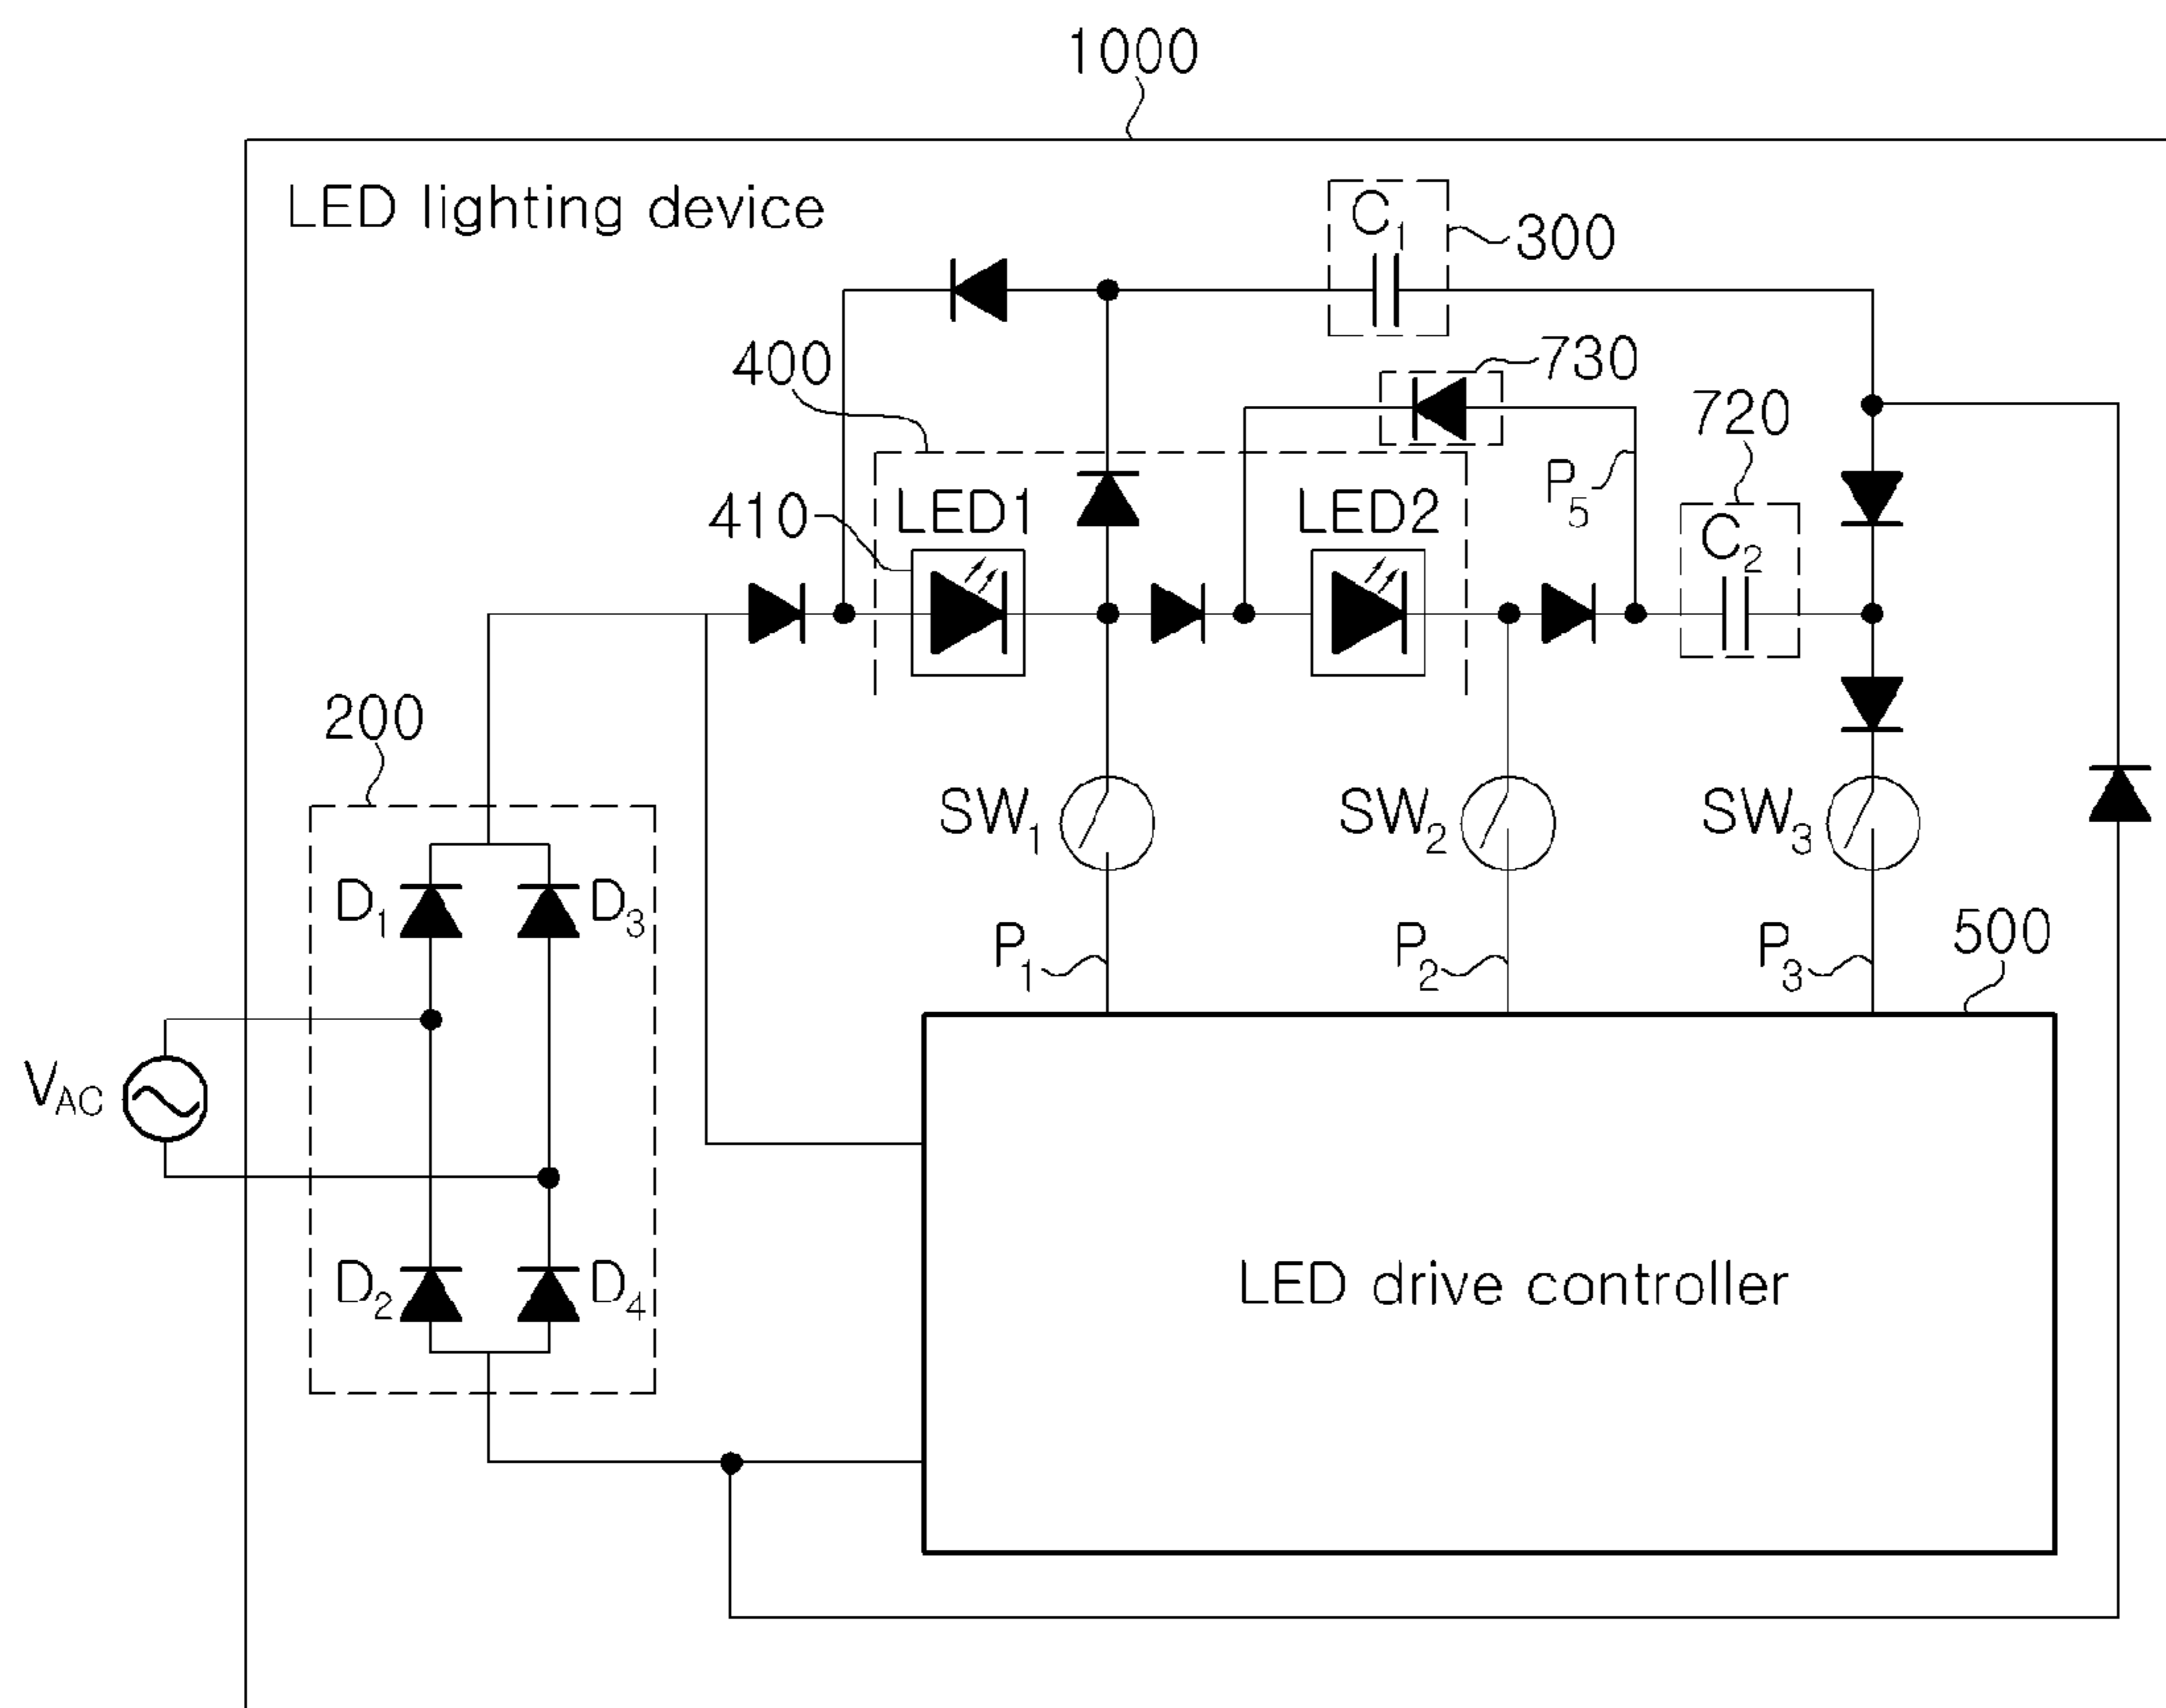 1000
LED lighting device
C1
300
730
400
720
P5
410
LED1
LED2
C2
200
SW1
SW2
SW3
D1
D3
P1
P2
P3
500
VAC
D2
D4
LED drive controller